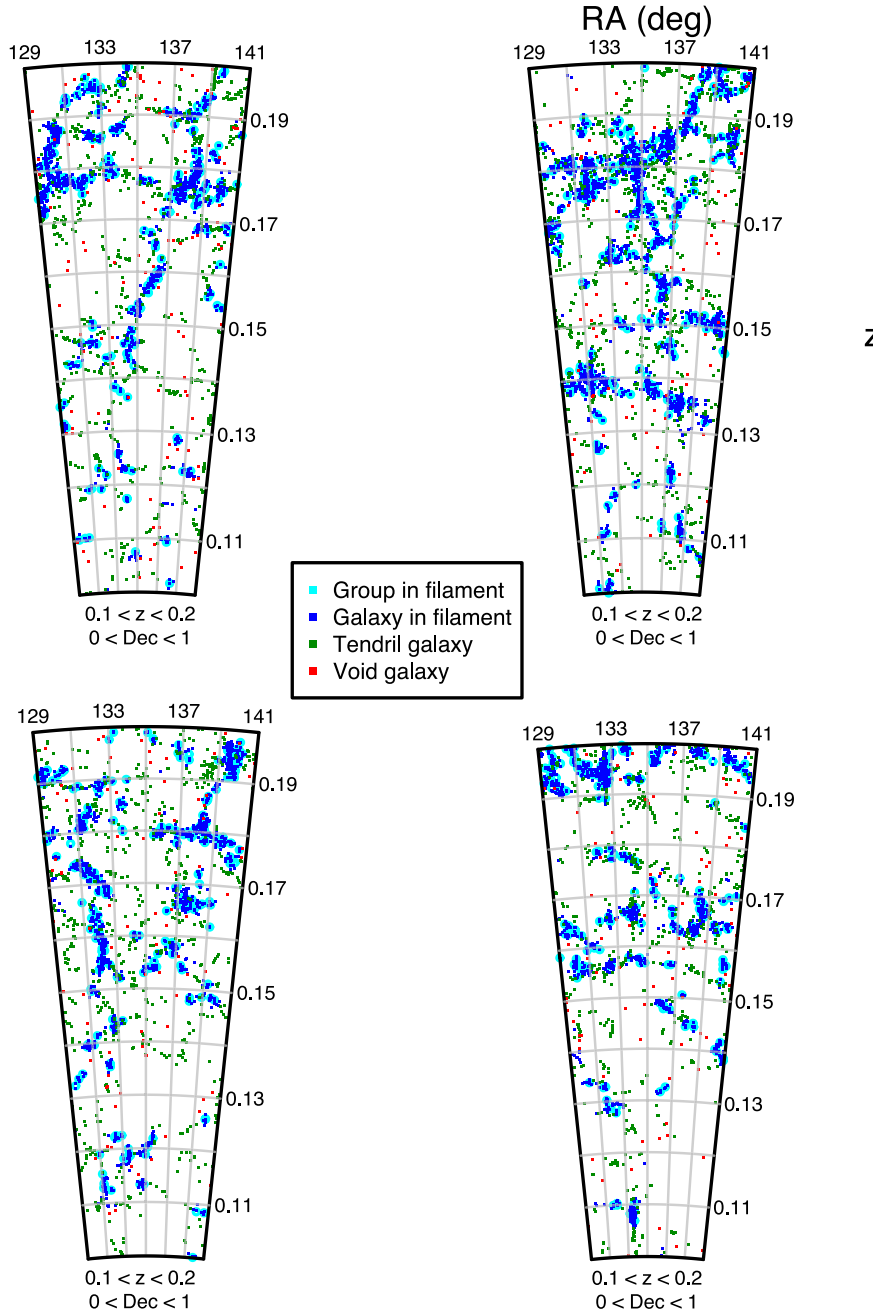 RA (deg)
129 133 137 141
129 133 137 141
0.19
0.17
0.15
0.13
0.11
0.19
0.17
0.15
0.13
0.11
z
0.1 < z < 0.2
0 < Dec < 1
0.1 < z < 0.2
0 < Dec < 1
Group in filament
Galaxy in filament
Tendril galaxy
Void galaxy
129 133 137 141
129 133 137 141
0.19
0.17
0.15
0.13
0.11
0.19
0.17
0.15
0.13
0.11
0.1 < z < 0.2
0 < Dec < 1
0.1 < z < 0.2
0 < Dec < 1